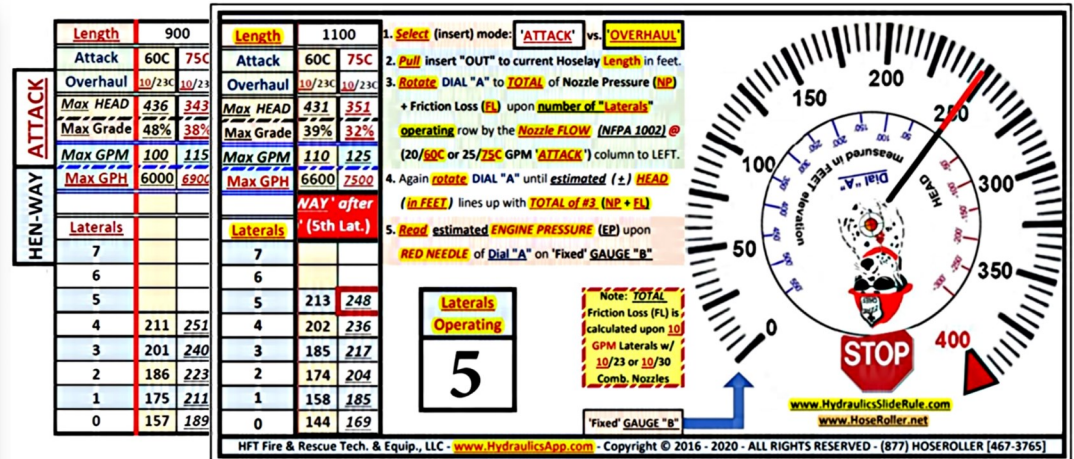 Length 900
Attack 60C 75C
Overhaul 10/23C 10/23C
Max HEAD 436 343
Max Grade 48% 38%
Max GPM 100 115
Max GPH 6000 6900
Laterals
7
6
5
4 211 251
3 201 240
2 186 223
1 175 211
0 157 189
ATTACK
HEN-WAY
Length 1100
Attack 60C 75C
Overhaul 10/23C 10/23C
Max HEAD 431 351
Max Grade 39% 32%
Max GPM 110 125
Max GPH 6600 7500
WAY' after
' (5th Lat.)
Laterals
7
6
5 213 248
4 202 236
3 185 217
2 174 204
1 158 185
0 144 169
1. Select (insert) mode: 'ATTACK' vs. 'OVERHAUL'
2. Pull insert "OUT" to current Hoselay Length in feet.
3. Rotate DIAL "A" to TOTAL of Nozzle Pressure (NP)
+ Friction Loss (FL) upon number of "Laterals"
operating row by the Nozzle FLOW (NFPA 1002) @
(20/60C or 25/75C GPM 'ATTACK') column to LEFT.
4. Again rotate DIAL "A" until estimated (±) HEAD
(in FEET) lines up with TOTAL of #3 (NP + FL)
5. Read estimated ENGINE PRESSURE (EP) upon
RED NEEDLE of Dial "A" on 'Fixed' GAUGE "B"
Laterals
Operating
5
Note: TOTAL
Friction Loss (FL) is
calculated upon 10
GPM Laterals w/
10/23 or 10/30
Comb. Nozzles
'Fixed' GAUGE "B"
0
50
100
150
200
250
300
350
400
HEAD
measured in FEET elevation
Dial "A"
STOP
www.HydraulicsSlideRule.com
www.HoseRoller.net
HFT Fire & Rescue Tech. & Equip., LLC - www.HydraulicsApp.com - Copyright © 2016 - 2020 - ALL RIGHTS RESERVED - (877) HOSEROLLER [467-3765]